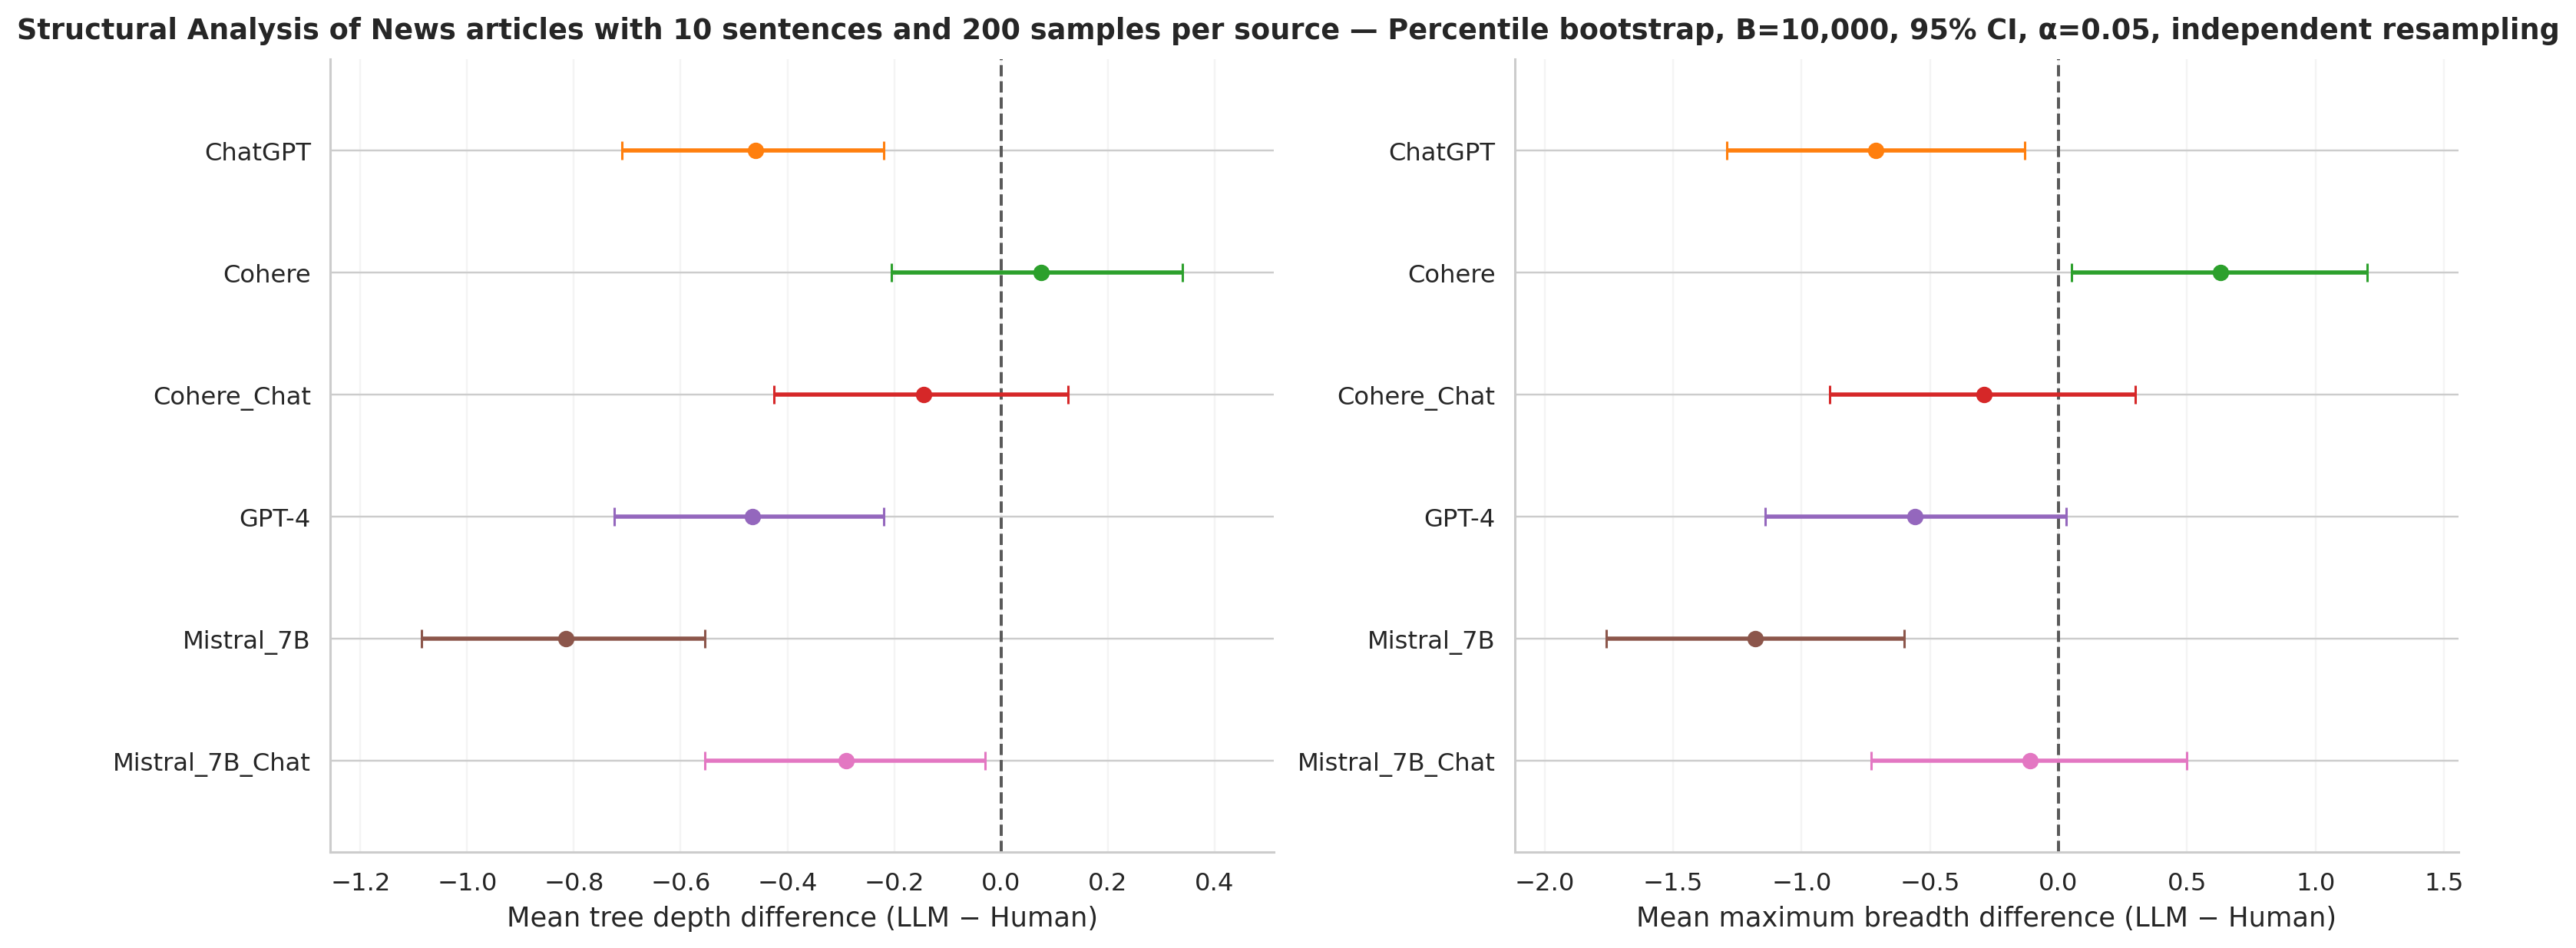 Structural Analysis of News articles with 10 sentences and 200 samples per source — Percentile bootstrap, B=10,000, 95% CI, α=0.05, independent resampling
ChatGPT
Cohere
Cohere_Chat
GPT-4
Mistral_7B
Mistral_7B_Chat
−1.2 −1.0 −0.8 −0.6 −0.4 −0.2 0.0 0.2 0.4
Mean tree depth difference (LLM − Human)
ChatGPT
Cohere
Cohere_Chat
GPT-4
Mistral_7B
Mistral_7B_Chat
−2.0 −1.5 −1.0 −0.5 0.0 0.5 1.0 1.5
Mean maximum breadth difference (LLM − Human)